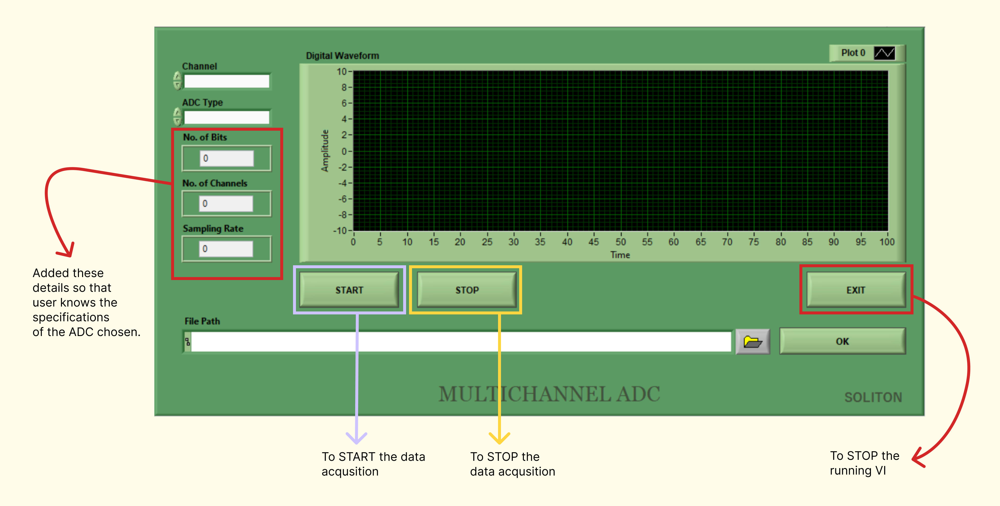 Digital Waveform
Plot 0
Channel
ADC Type
No. of Bits
0
No. of Channels
0
Sampling Rate
0
Amplitude
10
8
6
4
2
0
-2
-4
-6
-8
-10
0 5 10 15 20 25 30 35 40 45 50 55 60 65 70 75 80 85 90 95 100
Time
START
STOP
EXIT
File Path
OK
MULTICHANNEL ADC
SOLITON
Added these
details so that
user knows the
specifications
of the ADC chosen.
To START the data
acqusition
To STOP the
data acqusition
To STOP the
running VI